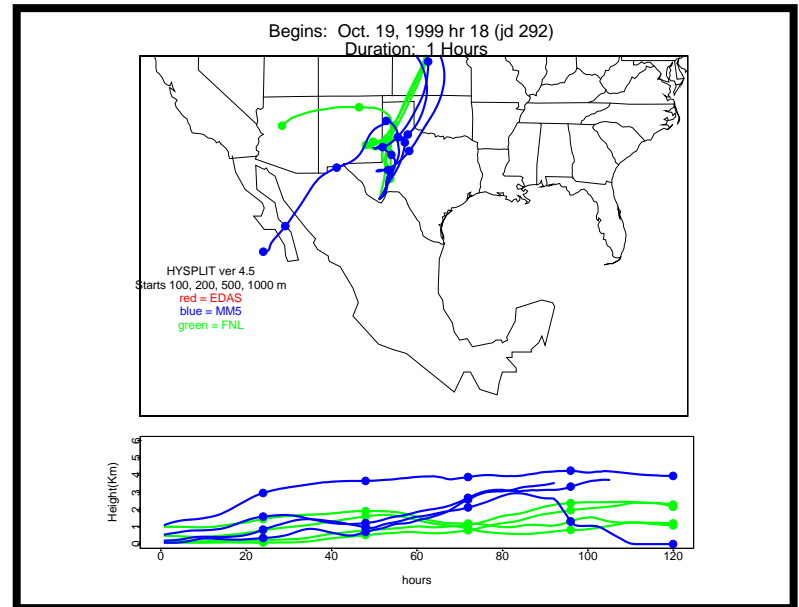 Begins:  Oct. 19, 1999 hr 18 (jd 292)
Duration:  1 Hours
HYSPLIT ver 4.5
Starts 100, 200, 500, 1000 m
red = EDAS
blue = MM5
green = FNL
Height(Km)
6
5
4
3
2
1
0
0 20 40 60 80 100 120
hours